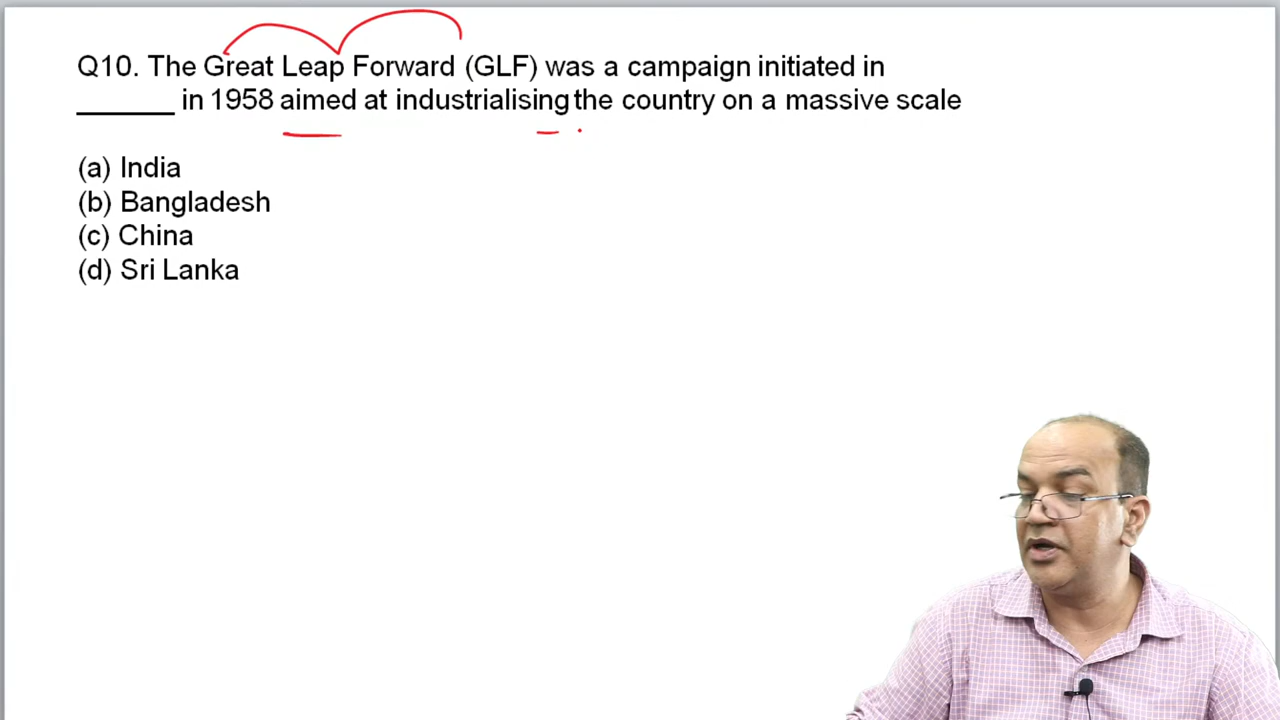 Q10. The Great Leap Forward (GLF) was a campaign initiated in
_______ in 1958 aimed at industrialising the country on a massive scale
(a) India
(b) Bangladesh
(c) China
(d) Sri Lanka